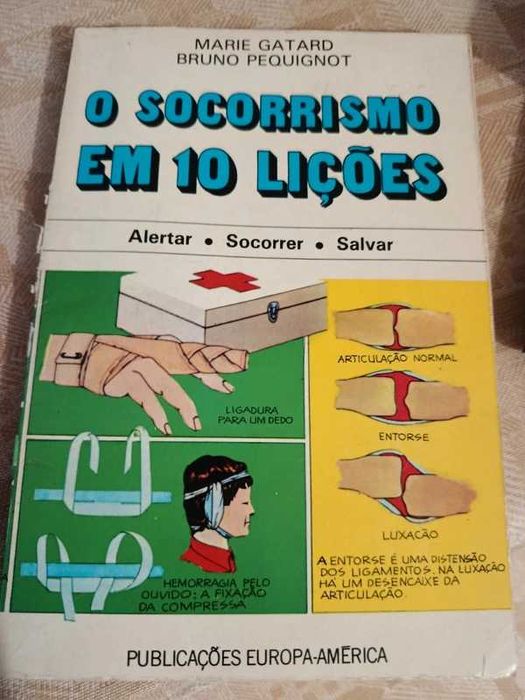 MARIE GATARD
BRUNO PEQUIGNOT
O SOCORRISMO
EM 10 LIÇÕES
Alertar • Socorrer • Salvar
LIGADURA
PARA UM DEDO
ARTICULAÇÃO NORMAL
ENTORSE
LUXAÇÃO
HEMORRAGIA PELO
OUVIDO: A FIXAÇÃO
DA COMPRESSA
A ENTORSE É UMA DISTENSÃO
DOS LIGAMENTOS. NA LUXAÇÃO
HÁ UM DESENCAIXE DA
ARTICULAÇÃO.
PUBLICAÇÕES EUROPA-AMÉRICA